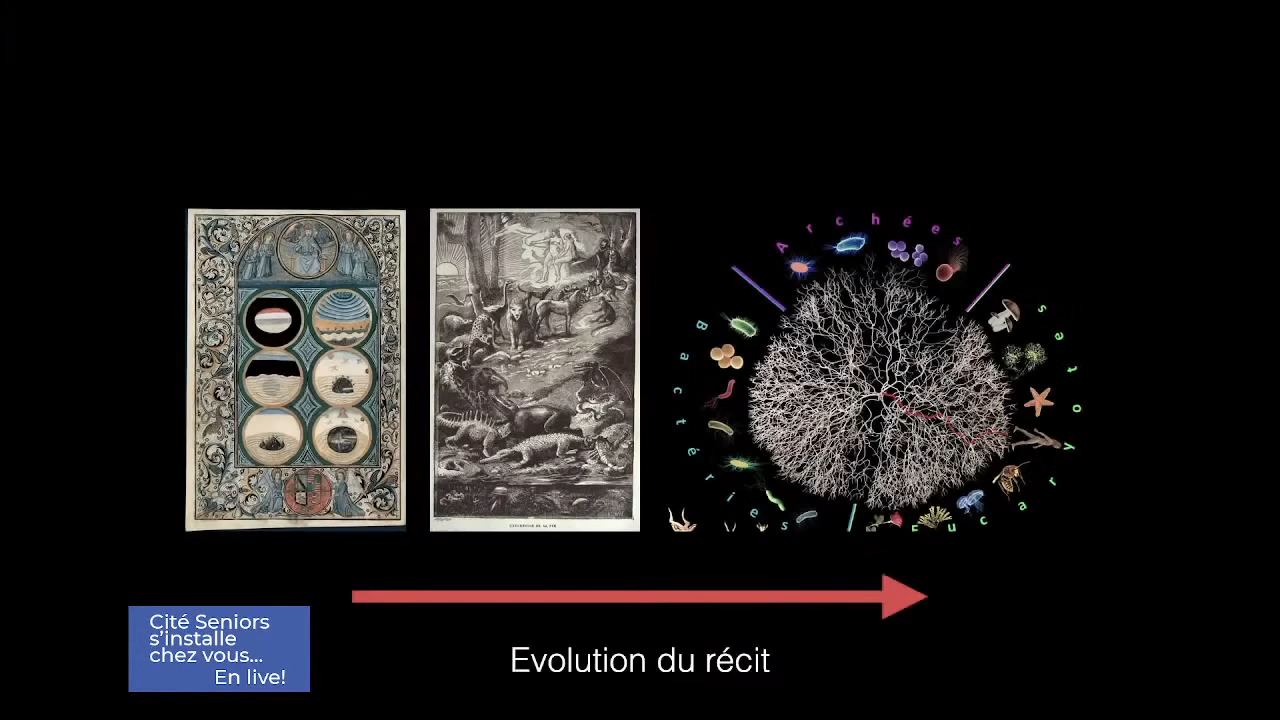 Archées
Bactéries
Eucaryotes
Evolution du récit
Cité Seniors
s'installe
chez vous...
En live!